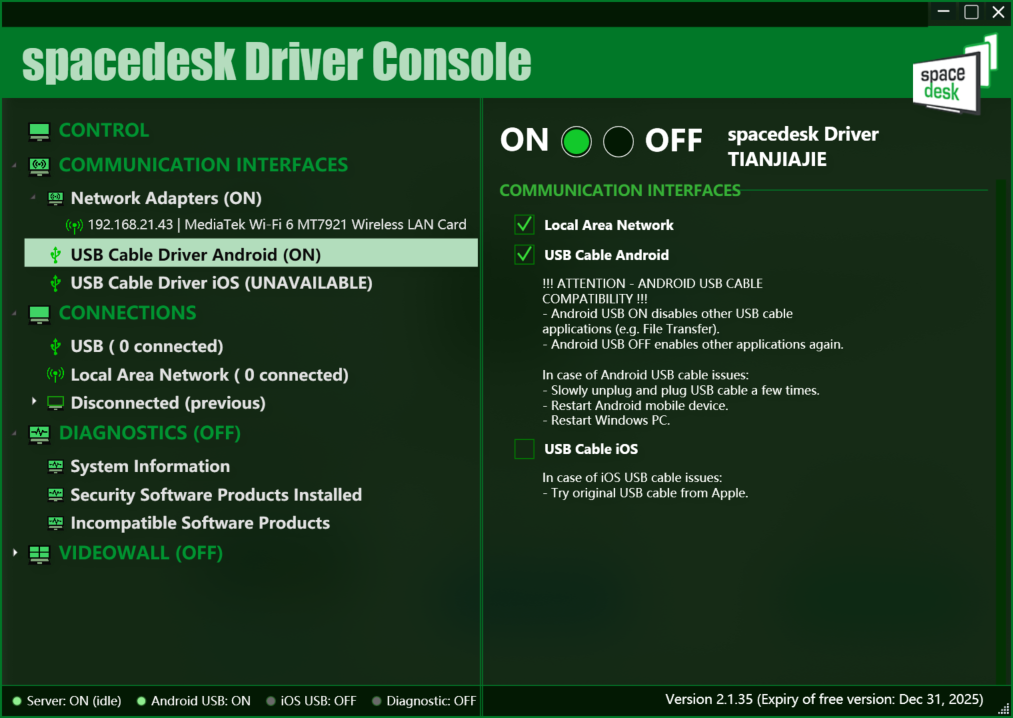 spacedesk Driver Console
space
desk
CONTROL
COMMUNICATION INTERFACES
Network Adapters (ON)
192.168.21.43 | MediaTek Wi-Fi 6 MT7921 Wireless LAN Card
USB Cable Driver Android (ON)
USB Cable Driver iOS (UNAVAILABLE)
CONNECTIONS
USB ( 0 connected)
Local Area Network ( 0 connected)
Disconnected (previous)
DIAGNOSTICS (OFF)
System Information
Security Software Products Installed
Incompatible Software Products
VIDEOWALL (OFF)
ON OFF
spacedesk Driver
TIANJIAJIE
COMMUNICATION INTERFACES
Local Area Network
USB Cable Android
!!! ATTENTION - ANDROID USB CABLE
COMPATIBILITY !!!
- Android USB ON disables other USB cable
applications (e.g. File Transfer).
- Android USB OFF enables other applications again.
In case of Android USB cable issues:
- Slowly unplug and plug USB cable a few times.
- Restart Android mobile device.
- Restart Windows PC.
USB Cable iOS
In case of iOS USB cable issues:
- Try original USB cable from Apple.
Server: ON (idle) Android USB: ON iOS USB: OFF Diagnostic: OFF
Version 2.1.35 (Expiry of free version: Dec 31, 2025)